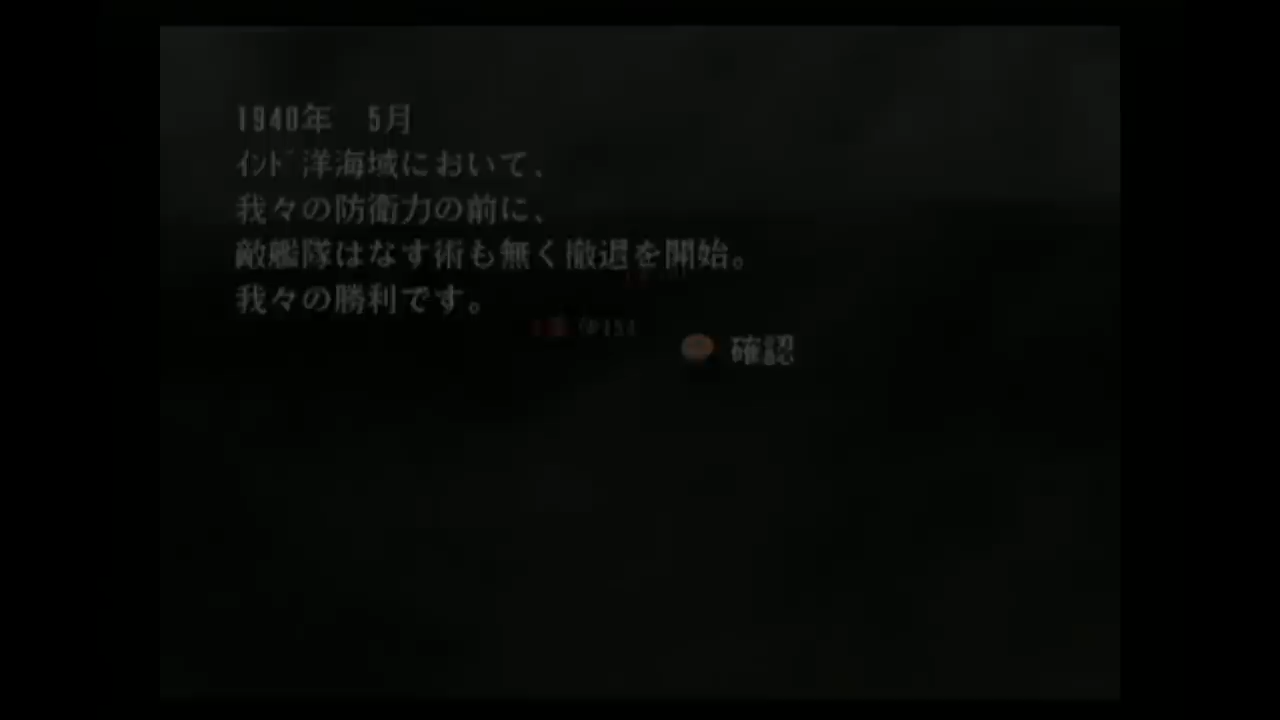 1940年　5月
ｲﾝﾄﾞ洋海域において、
我々の防衛力の前に、
敵艦隊はなす術も無く撤退を開始。
我々の勝利です。
確認